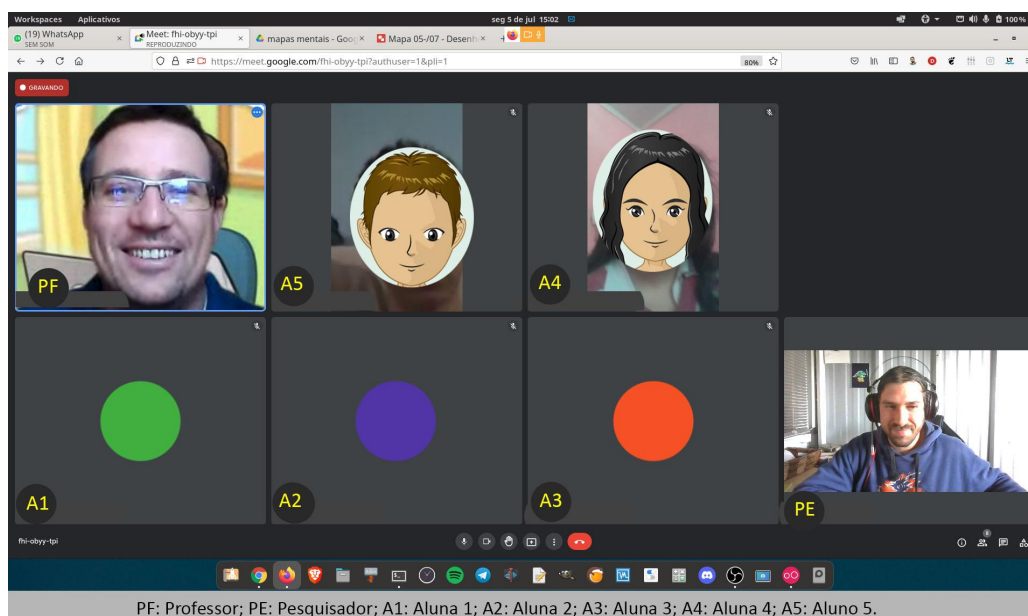 Workspaces Aplicativos seg 5 de jul 15:02 100%
(19) WhatsApp
SEM SOM
Meet: fhi-obyy-tpi
REPRODUZINDO
mapas mentais - Goog
Mapa 05-/07 - Desenh
https://meet.google.com/fhi-obyy-tpi?authuser=1&pli=1 80%
GRAVANDO
PF
A5
A4
A1
A2
A3
PE
fhi-obyy-tpi
8
PF: Professor; PE: Pesquisador; A1: Aluna 1; A2: Aluna 2; A3: Aluna 3; A4: Aluna 4; A5: Aluno 5.